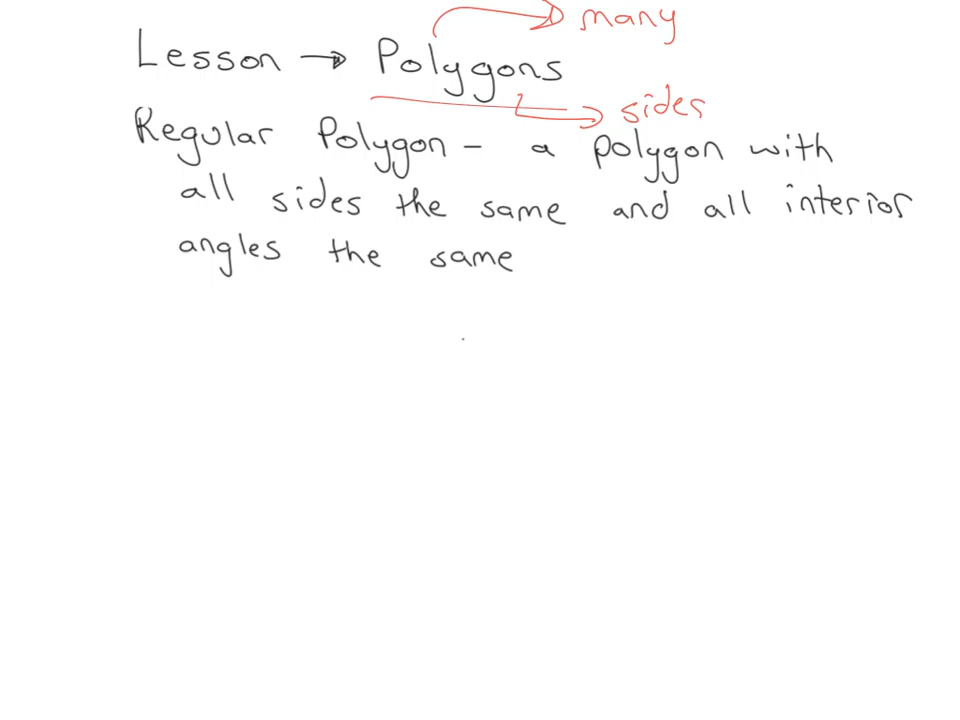 many
Lesson → Polygons
sides
Regular Polygon - a polygon with
all sides the same and all interior
angles the same